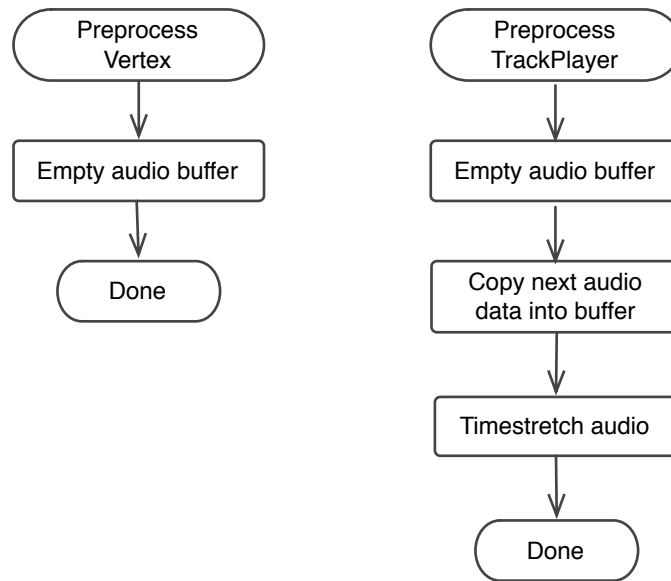 Preprocess
Vertex
Empty audio buffer
Done
Preprocess
TrackPlayer
Empty audio buffer
Copy next audio
data into buffer
Timestretch audio
Done